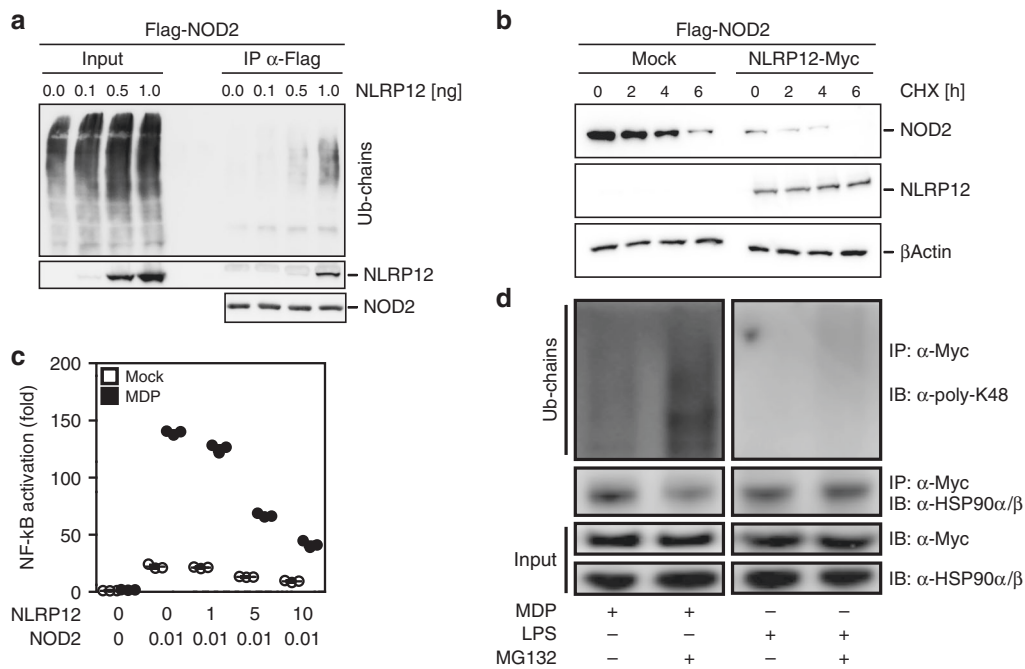 a
Flag-NOD2
Input IP α-Flag
0.0 0.1 0.5 1.0 0.0 0.1 0.5 1.0 NLRP12 [ng]
Ub-chains
NLRP12
NOD2
b
Flag-NOD2
Mock NLRP12-Myc
0 2 4 6 0 2 4 6 CHX [h]
NOD2
NLRP12
βActin
c
NF-kB activation (fold)
200
150
100
50
0
Mock
MDP
NLRP12 0 0 1 5 10
NOD2 0 0.01 0.01 0.01 0.01
d
Ub-chains
IP: α-Myc
IB: α-poly-K48
IP: α-Myc
IB: α-HSP90α/β
Input
IB: α-Myc
IB: α-HSP90α/β
MDP + + – –
LPS – – + +
MG132 – + – +